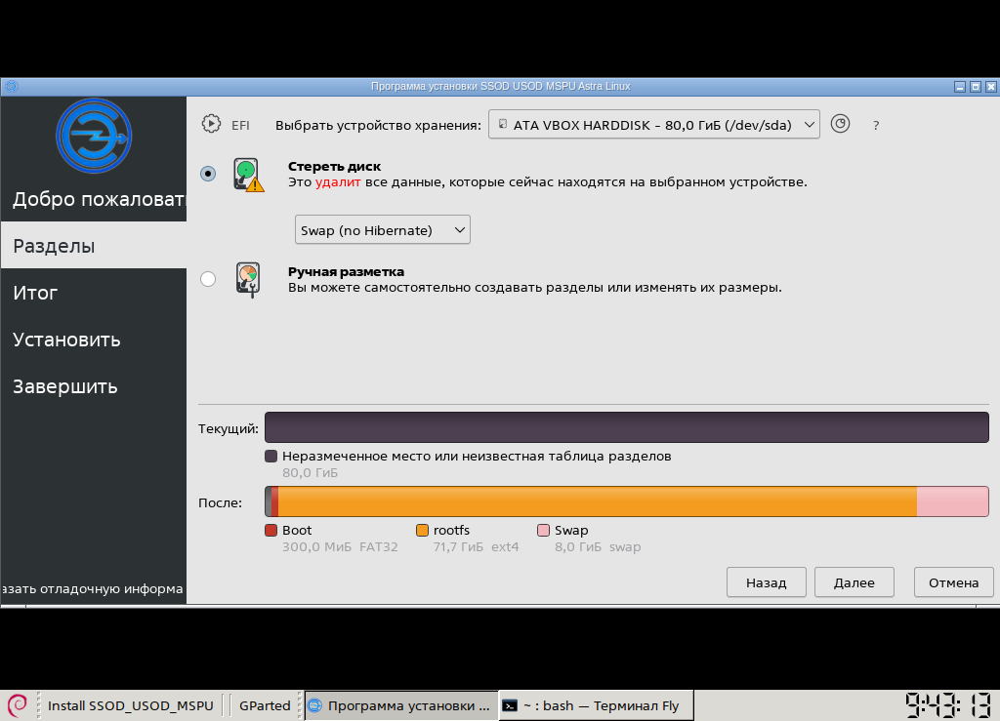 Программа установки SSOD USOD MSPU Astra Linux
EFI
Выбрать устройство хранения:
ATA VBOX HARDDISK – 80,0 ГиБ (/dev/sda)
?
Добро пожаловат
Разделы
Итог
Установить
Завершить
азать отладочную информа
Стереть диск
Это удалит все данные, которые сейчас находятся на выбранном устройстве.
Swap (no Hibernate)
Ручная разметка
Вы можете самостоятельно создавать разделы или изменять их размеры.
Текущий:
Неразмеченное место или неизвестная таблица разделов
80,0 ГиБ
После:
Boot
300,0 МиБ FAT32
rootfs
71,7 ГиБ ext4
Swap
8,0 ГиБ swap
Назад
Далее
Отмена
Install SSOD_USOD_MSPU
GParted
Программа установки ...
~ : bash — Терминал Fly
9:43:13